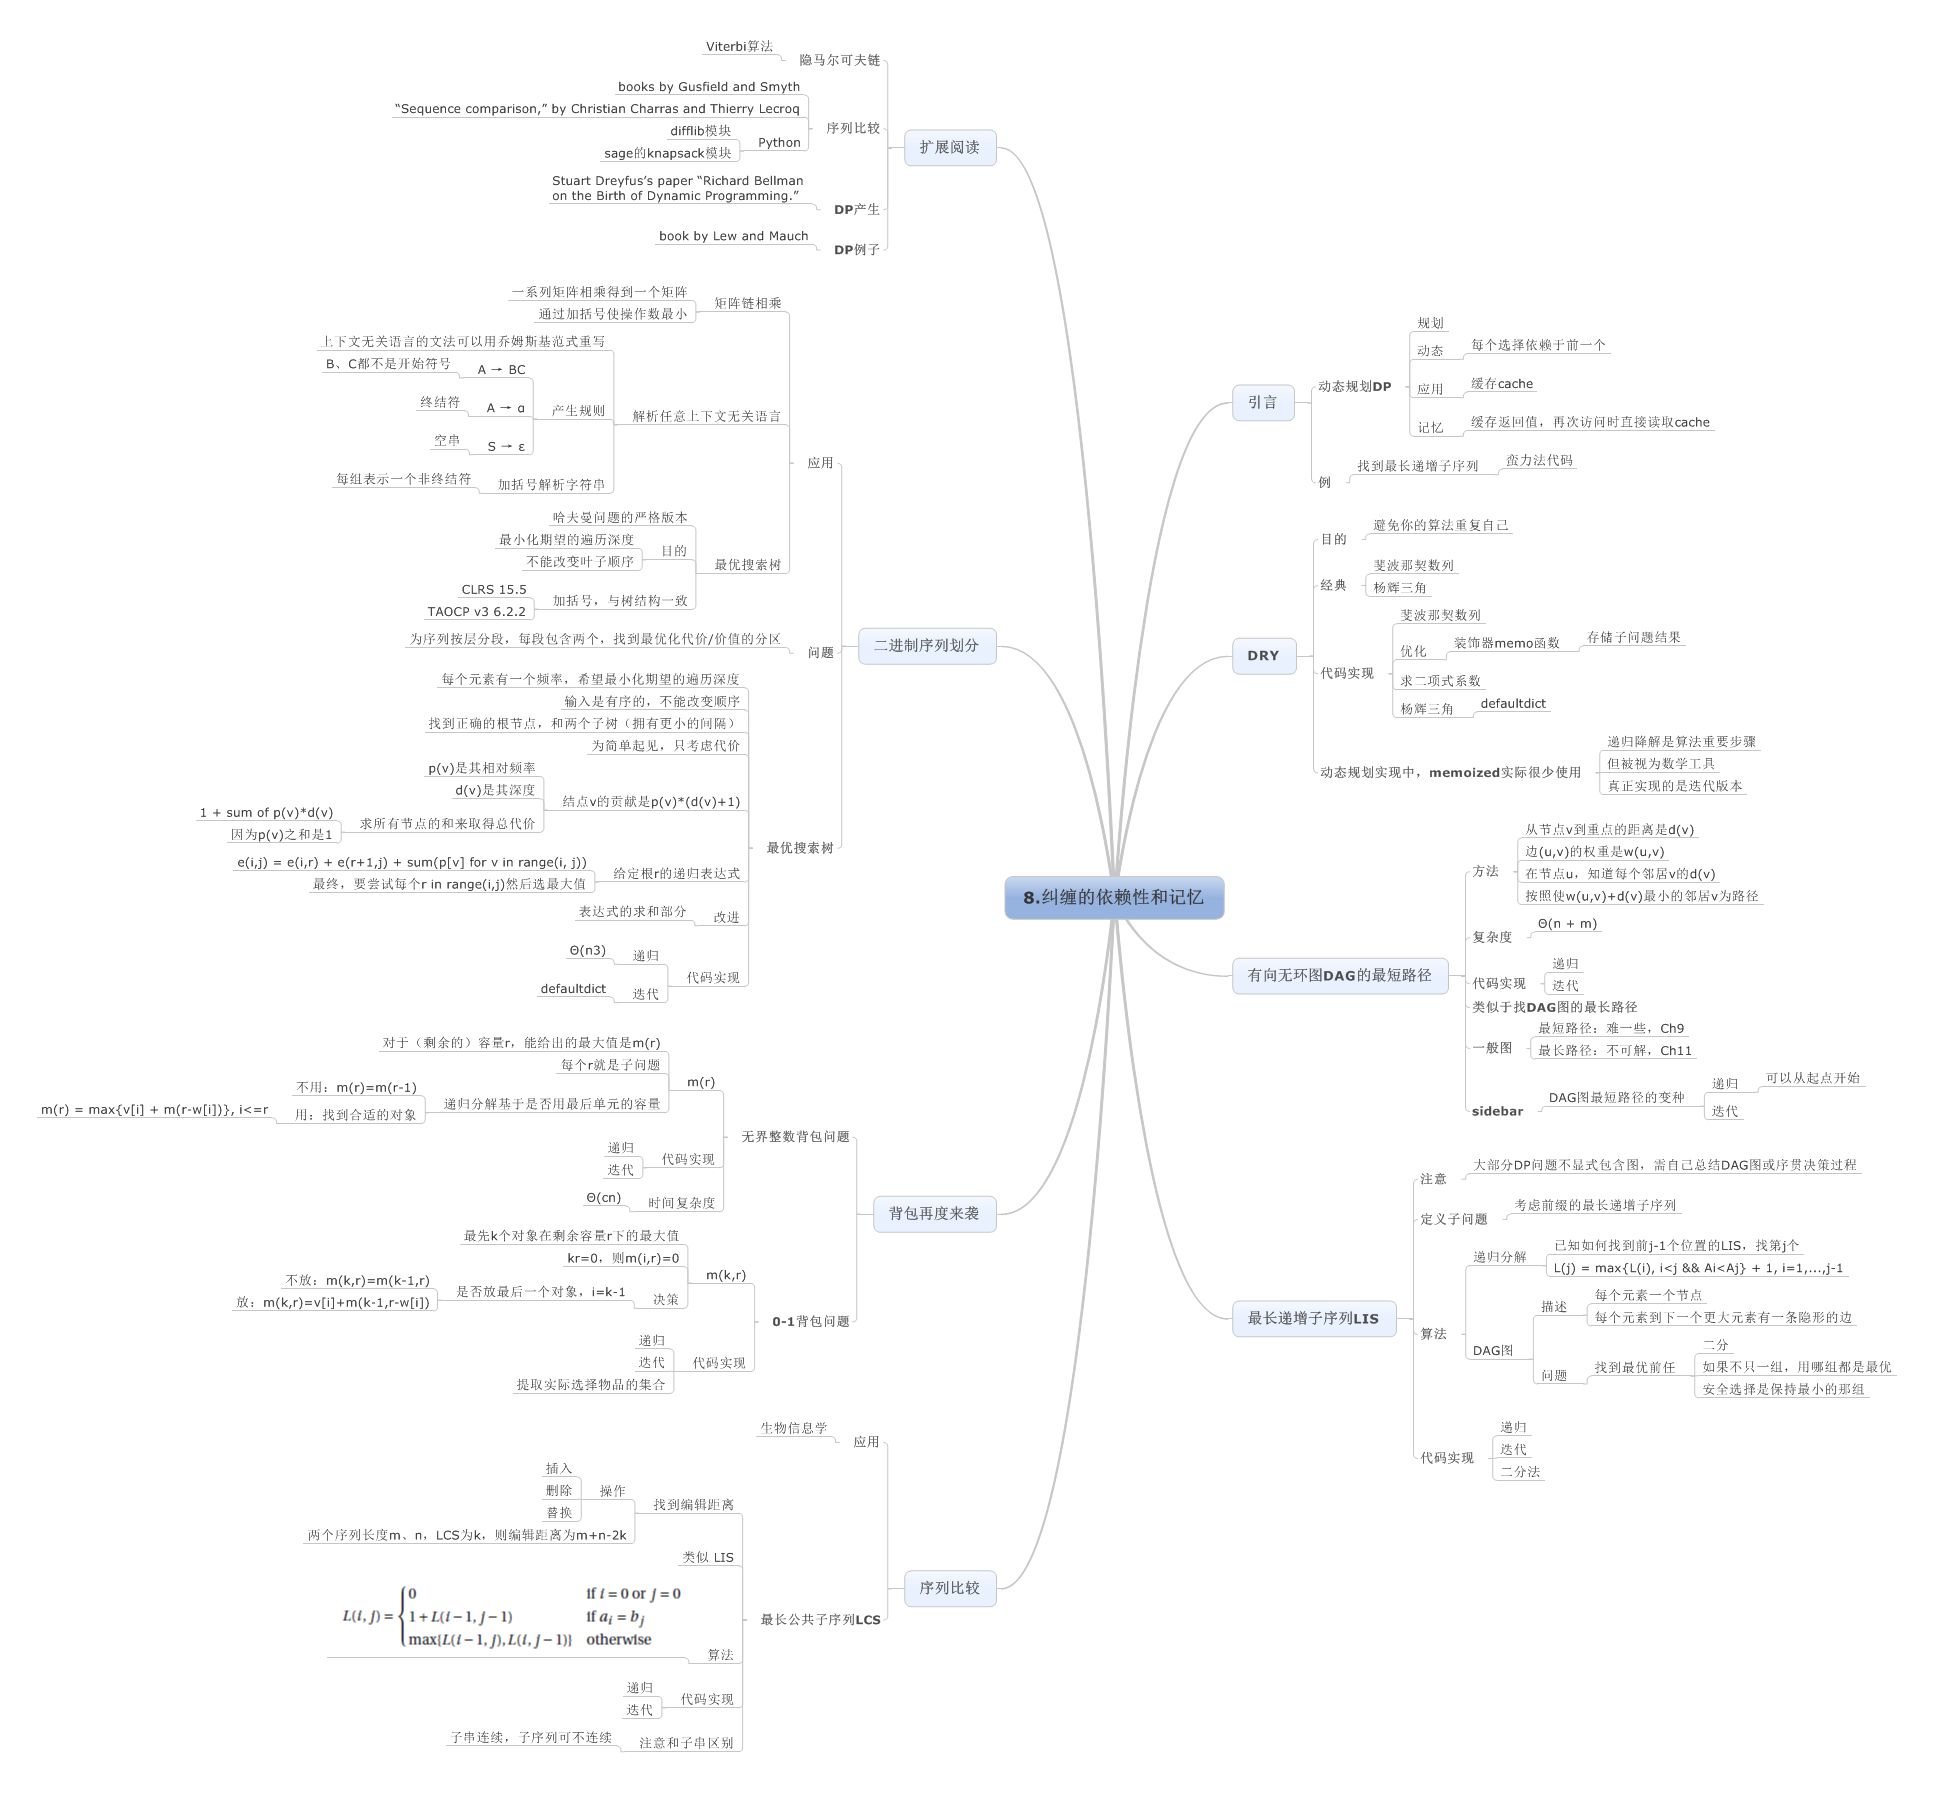 8.纠缠的依赖性和记忆
引言
动态规划DP
规划
动态
每个选择依赖于前一个
应用
缓存cache
记忆
缓存返回值，再次访问时直接读取cache
例
找到最长递增子序列
蛮力法代码
DRY
目的
避免你的算法重复自己
经典
斐波那契数列
杨辉三角
代码实现
斐波那契数列
优化
装饰器memo函数
存储子问题结果
求二项式系数
杨辉三角
defaultdict
动态规划实现中，memoized实际很少使用
递归降解是算法重要步骤
但被视为数学工具
真正实现的是迭代版本
有向无环图DAG的最短路径
方法
从节点v到重点的距离是d(v)
边(u,v)的权重是w(u,v)
在节点u，知道每个邻居v的d(v)
按照使w(u,v)+d(v)最小的邻居v为路径
复杂度
Θ(n + m)
代码实现
递归
迭代
类似于找DAG图的最长路径
一般图
最短路径：难一些，Ch9
最长路径：不可解，Ch11
sidebar
DAG图最短路径的变种
递归
可以从起点开始
迭代
最长递增子序列LIS
注意
大部分DP问题不显式包含图，需自己总结DAG图或序贯决策过程
定义子问题
考虑前缀的最长递增子序列
算法
递归分解
已知如何找到前j-1个位置的LIS，找第j个
L(j) = max{L(i), i<j && Ai<Aj} + 1, i=1,...,j-1
DAG图
描述
每个元素一个节点
每个元素到下一个更大元素有一条隐形的边
问题
找到最优前任
二分
如果不只一组，用哪组都是最优
安全选择是保持最小的那组
代码实现
递归
迭代
二分法
扩展阅读
隐马尔可夫链
Viterbi算法
序列比较
books by Gusfield and Smyth
“Sequence comparison,” by Christian Charras and Thierry Lecroq
Python
difflib模块
sage的knapsack模块
DP产生
Stuart Dreyfus’s paper “Richard Bellman
on the Birth of Dynamic Programming.”
DP例子
book by Lew and Mauch
二进制序列划分
应用
矩阵链相乘
一系列矩阵相乘得到一个矩阵
通过加括号使操作数最小
解析任意上下文无关语言
上下文无关语言的文法可以用乔姆斯基范式重写
产生规则
A → BC
B、C都不是开始符号
A → α
终结符
S → ε
空串
加括号解析字符串
每组表示一个非终结符
最优搜索树
哈夫曼问题的严格版本
目的
最小化期望的遍历深度
不能改变叶子顺序
加括号，与树结构一致
CLRS 15.5
TAOCP v3 6.2.2
问题
为序列按层分段，每段包含两个，找到最优化代价/价值的分区
最优搜索树
每个元素有一个频率，希望最小化期望的遍历深度
输入是有序的，不能改变顺序
找到正确的根节点，和两个子树（拥有更小的间隔）
为简单起见，只考虑代价
结点v的贡献是p(v)*(d(v)+1)
p(v)是其相对频率
d(v)是其深度
求所有节点的和来取得总代价
1 + sum of p(v)*d(v)
因为p(v)之和是1
给定根r的递归表达式
e(i,j) = e(i,r) + e(r+1,j) + sum(p[v] for v in range(i, j))
最终，要尝试每个r in range(i,j)然后选最大值
改进
表达式的求和部分
代码实现
递归
Θ(n3)
迭代
defaultdict
背包再度来袭
无界整数背包问题
m(r)
对于（剩余的）容量r，能给出的最大值是m(r)
每个r就是子问题
递归分解基于是否用最后单元的容量
不用：m(r)=m(r-1)
用：找到合适的对象
m(r) = max{v[i] + m(r-w[i])}, i<=r
代码实现
递归
迭代
时间复杂度
Θ(cn)
0-1背包问题
m(k,r)
最先k个对象在剩余容量r下的最大值
kr=0，则m(i,r)=0
决策
是否放最后一个对象，i=k-1
不放：m(k,r)=m(k-1,r)
放：m(k,r)=v[i]+m(k-1,r-w[i])
代码实现
递归
迭代
提取实际选择物品的集合
序列比较
应用
生物信息学
最长公共子序列LCS
找到编辑距离
操作
插入
删除
替换
两个序列长度m、n，LCS为k，则编辑距离为m+n-2k
类似 LIS
算法
0 if i = 0 or j = 0
L(i, j) = { 1 + L(i − 1, j − 1) if a_i = b_j
max{L(i − 1, j), L(i, j − 1)} otherwise
代码实现
递归
迭代
注意和子串区别
子串连续，子序列可不连续